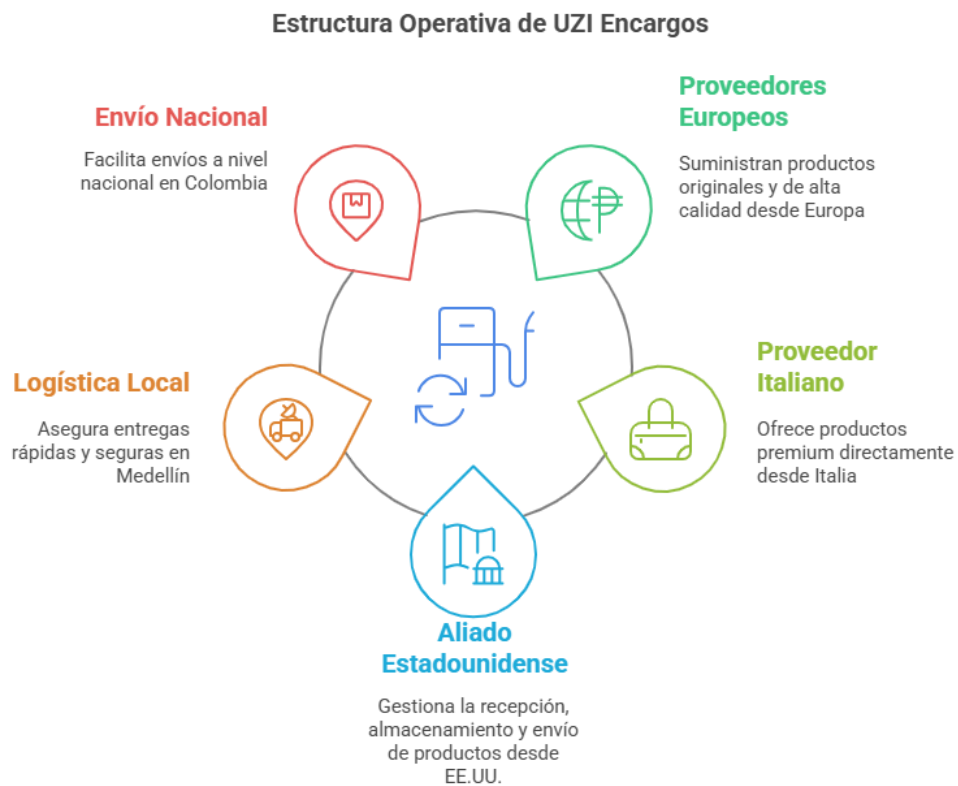 Estructura Operativa de UZI Encargos
Proveedores
Europeos
Suministran productos
originales y de alta
calidad desde Europa
Envío Nacional
Facilita envíos a nivel
nacional en Colombia
Proveedor
Italiano
Ofrece productos
premium directamente
desde Italia
Logística Local
Asegura entregas
rápidas y seguras en
Medellín
Aliado
Estadounidense
Gestiona la recepción,
almacenamiento y envío
de productos desde
EE.UU.